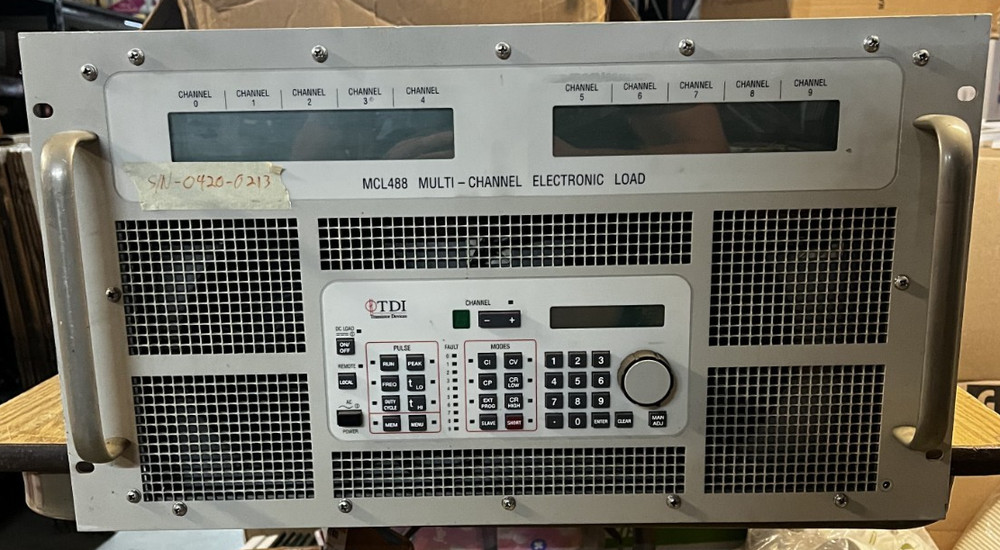 CHANNEL 0
CHANNEL 1
CHANNEL 2
CHANNEL 3
CHANNEL 4
CHANNEL 5
CHANNEL 6
CHANNEL 7
CHANNEL 8
CHANNEL 9
S/N-0420-0213
MCL488 MULTI-CHANNEL ELECTRONIC LOAD
TDI
Transistor Devices
CHANNEL
- +
DC LOAD
ON/
OFF
REMOTE
LOCAL
AC
POWER
PULSE
RUN PEAK
FREQ t LO
DUTY
CYCLE
t HI
MEM MENU
FAULT
MODES
CI CV
CP CR
LOW
EXT
PROG
CR
HIGH
SLAVE SHORT
1 2 3
4 5 6
7 8 9
. 0 ENTER CLEAR
MAN
ADJ